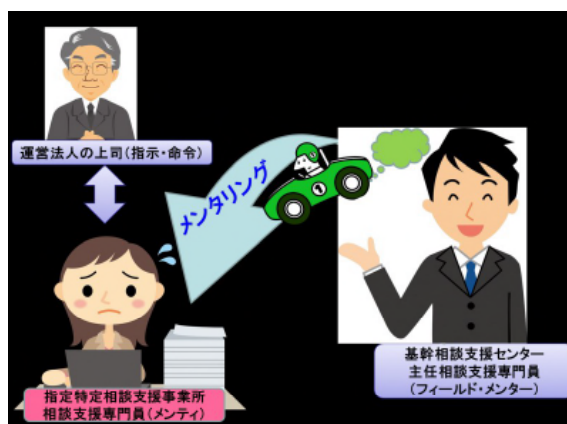 運営法人の上司(指示・命令)
メンタリング
1
指定特定相談支援事業所
相談支援専門員(メンティ)
基幹相談支援センター
主任相談支援専門員
(フィールド・メンター)